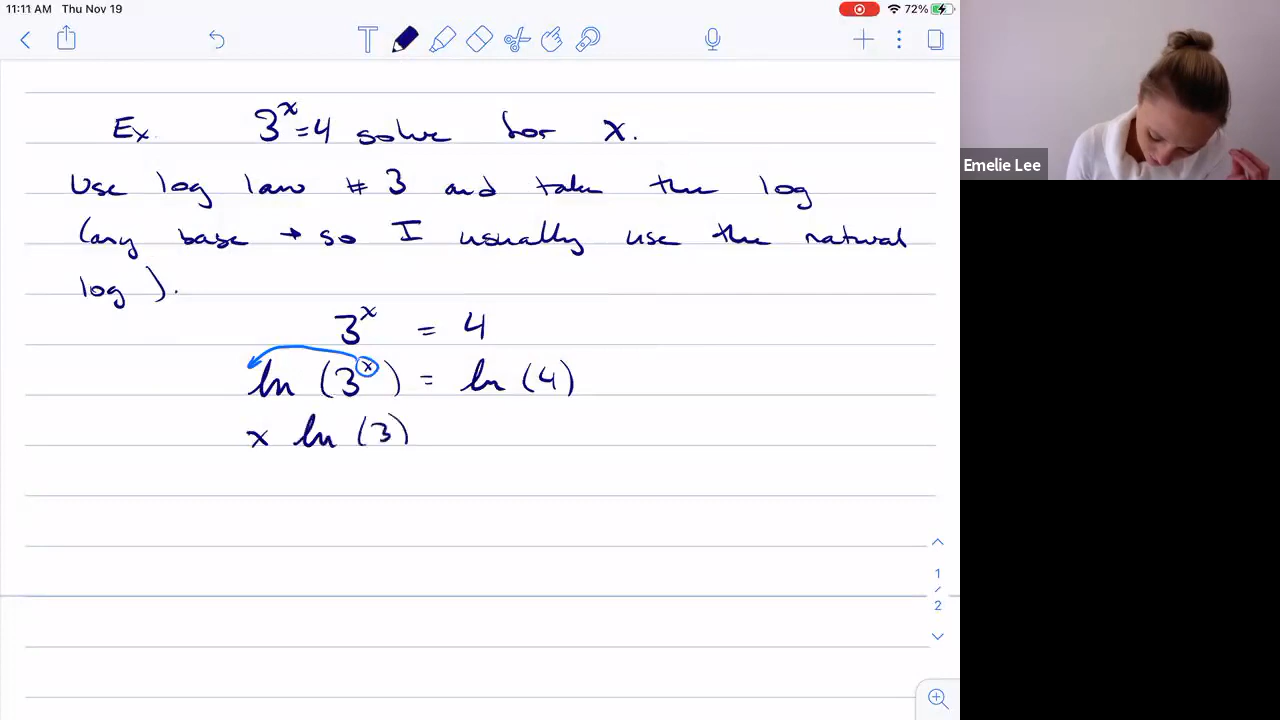 11:11 AM Thu Nov 19
72%
Ex. 3^x = 4 solve for x.
Use log law # 3 and take the log
(any base → so I usually use the natural
log).
3^x = 4
ln (3^x) = ln (4)
x ln (3)
Emelie Lee
1
/
2